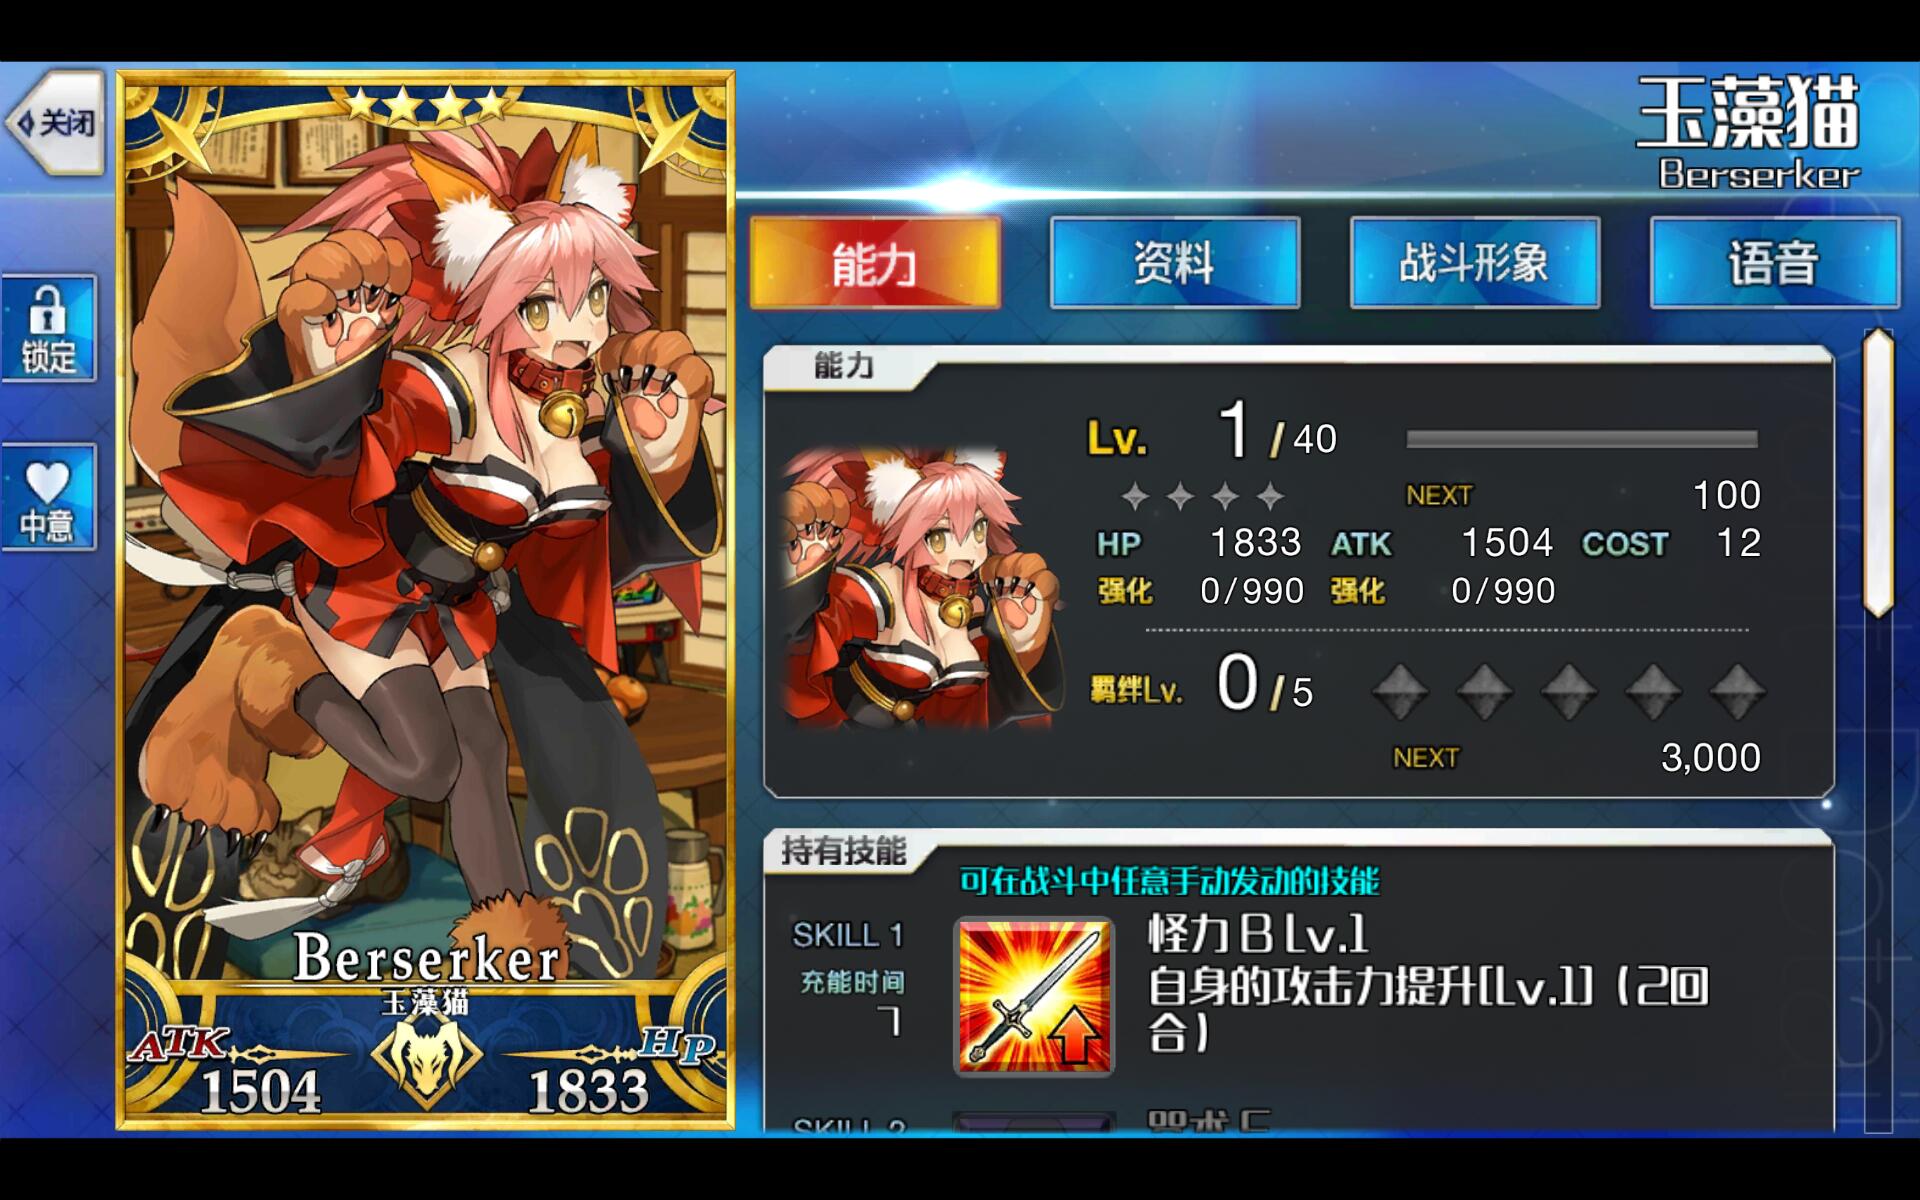 关闭
锁定
中意
Berserker
玉藻猫
ATK
1504
HP
1833
玉藻猫
Berserker
能力
资料
战斗形象
语音
能力
Lv. 1/40
NEXT 100
HP 1833 ATK 1504 COST 12
强化 0/990 强化 0/990
羁绊Lv. 0/5
NEXT 3,000
持有技能
可在战斗中任意手动发动的技能
SKILL 1
充能时间
7
怪力 B Lv.1
自身的攻击力提升[Lv.1]（2回
合）
SKILL 2
咒术 C